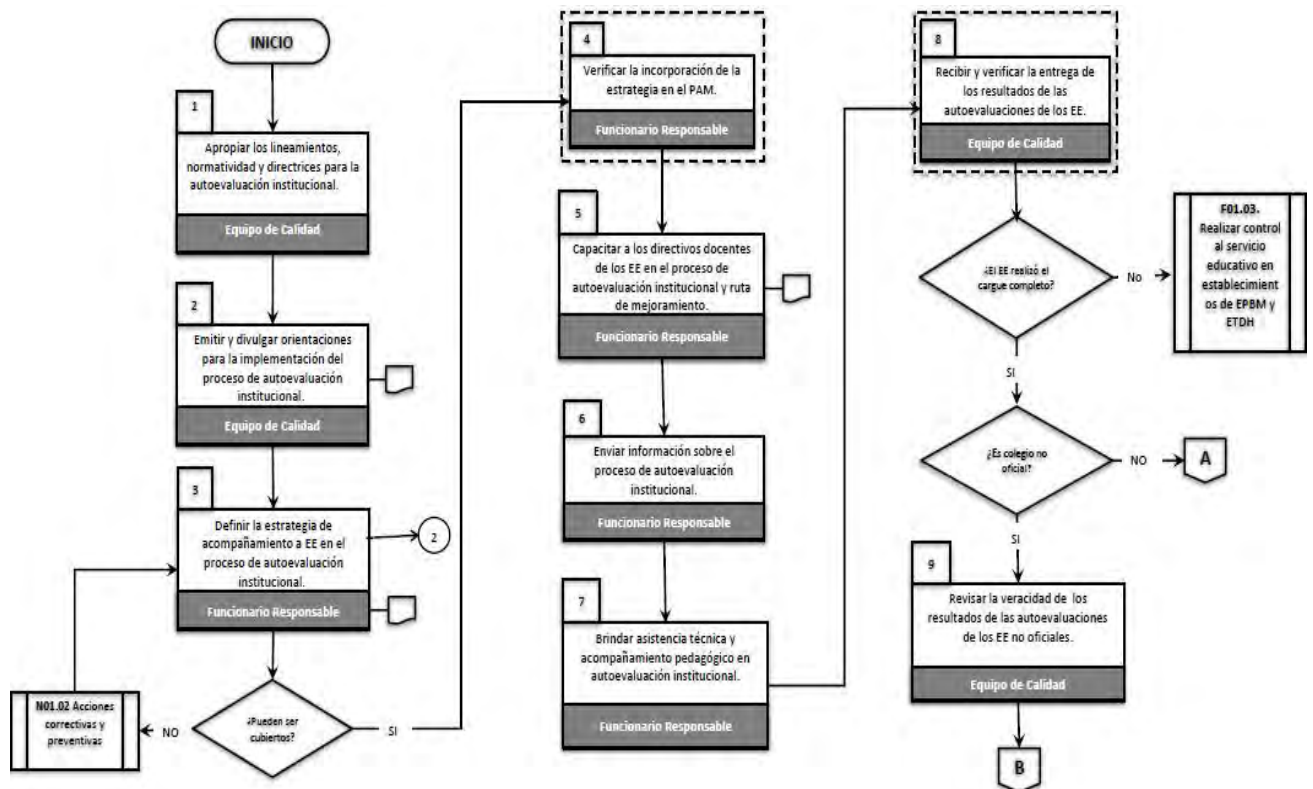 INICIO
1
Apropiar los lineamientos,
normatividad y directrices para la
autoevaluación institucional.
Equipo de Calidad
2
Emitir y divulgar orientaciones
para la implementación del
proceso de autoevaluación
institucional.
Equipo de Calidad
3
Definir la estrategia de
acompañamiento a EE en el
proceso de autoevaluación
institucional.
Funcionario Responsable
2
¿Pueden ser
cubiertos?
NO
N01.02 Acciones
correctivas y
preventivas
SI
4
Verificar la incorporación de la
estrategia en el PAM.
Funcionario Responsable
5
Capacitar a los directivos docentes
de los EE en el proceso de
autoevaluación institucional y ruta
de mejoramiento.
Funcionario Responsable
6
Enviar información sobre el
proceso de autoevaluación
institucional.
Funcionario Responsable
7
Brindar asistencia técnica y
acompañamiento pedagógico en
autoevaluación institucional.
Funcionario Responsable
8
Recibir y verificar la entrega de
los resultados de las
autoevaluaciones de los EE.
Equipo de Calidad
¿El EE realizó el
cargue completo?
No
F01.03.
Realizar control
al servicio
educativo en
establecimient
os de EPBM y
ETDH
SI
¿Es colegio no
oficial?
NO
A
SI
9
Revisar la veracidad de los
resultados de las autoevaluaciones
de los EE no oficiales.
Equipo de Calidad
B